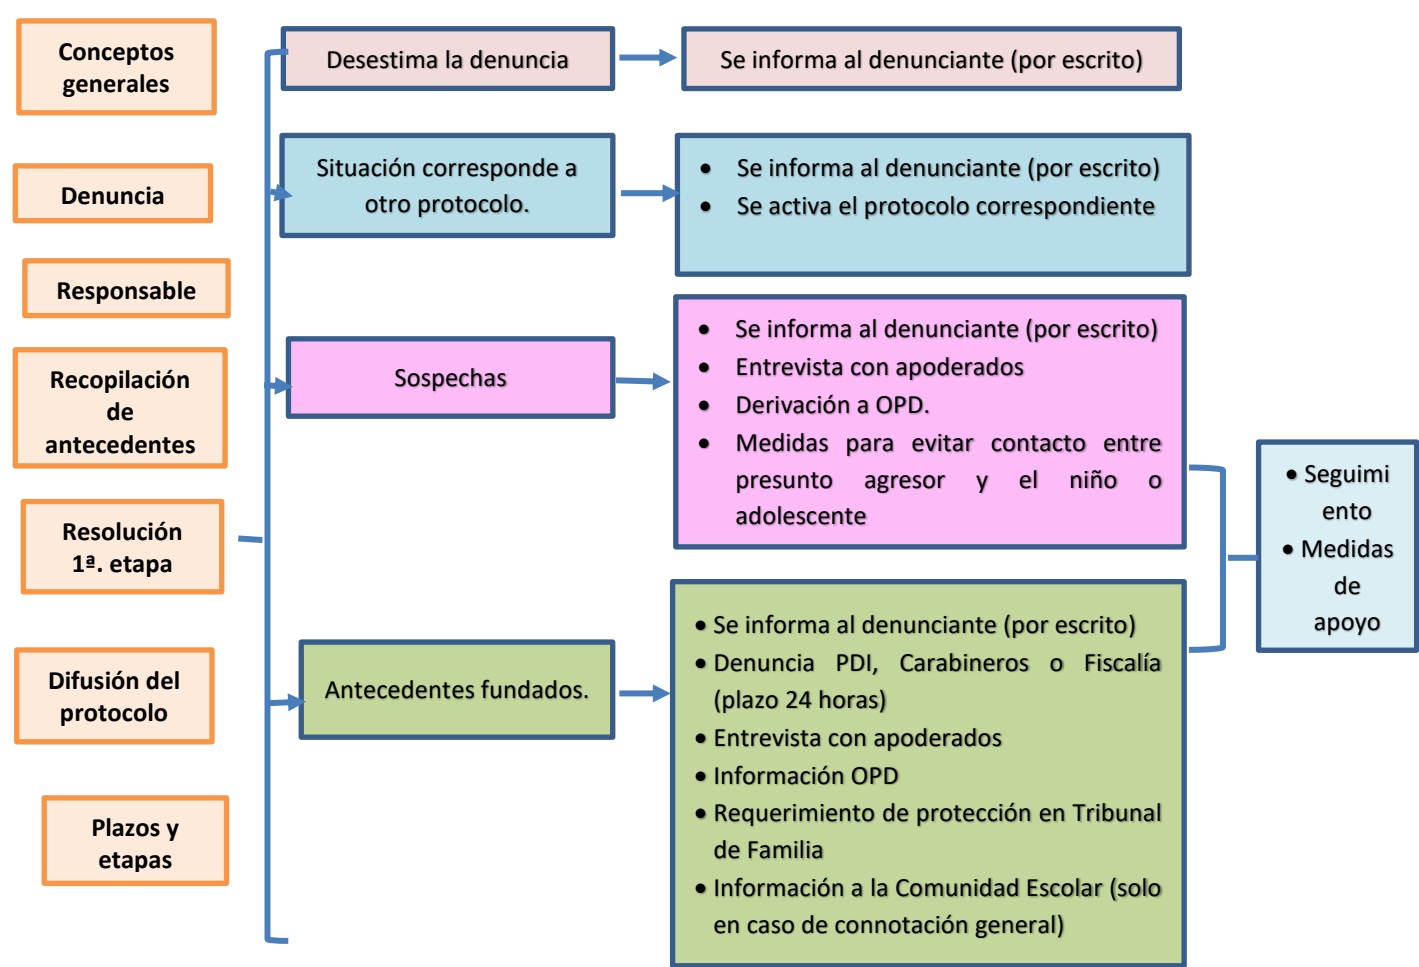 Conceptos
generales
Denuncia
Responsable
Recopilación
de
antecedentes
Resolución
1ª. etapa
Difusión del
protocolo
Plazos y
etapas
Desestima la denuncia
Se informa al denunciante (por escrito)
Situación corresponde a
otro protocolo.
• Se informa al denunciante (por escrito)
• Se activa el protocolo correspondiente
Sospechas
• Se informa al denunciante (por escrito)
• Entrevista con apoderados
• Derivación a OPD.
• Medidas para evitar contacto entre
presunto agresor y el niño o
adolescente
Antecedentes fundados.
• Se informa al denunciante (por escrito)
• Denuncia PDI, Carabineros o Fiscalía
(plazo 24 horas)
• Entrevista con apoderados
• Información OPD
• Requerimiento de protección en Tribunal
de Familia
• Información a la Comunidad Escolar (solo
en caso de connotación general)
• Seguimi
ento
• Medidas
de
apoyo